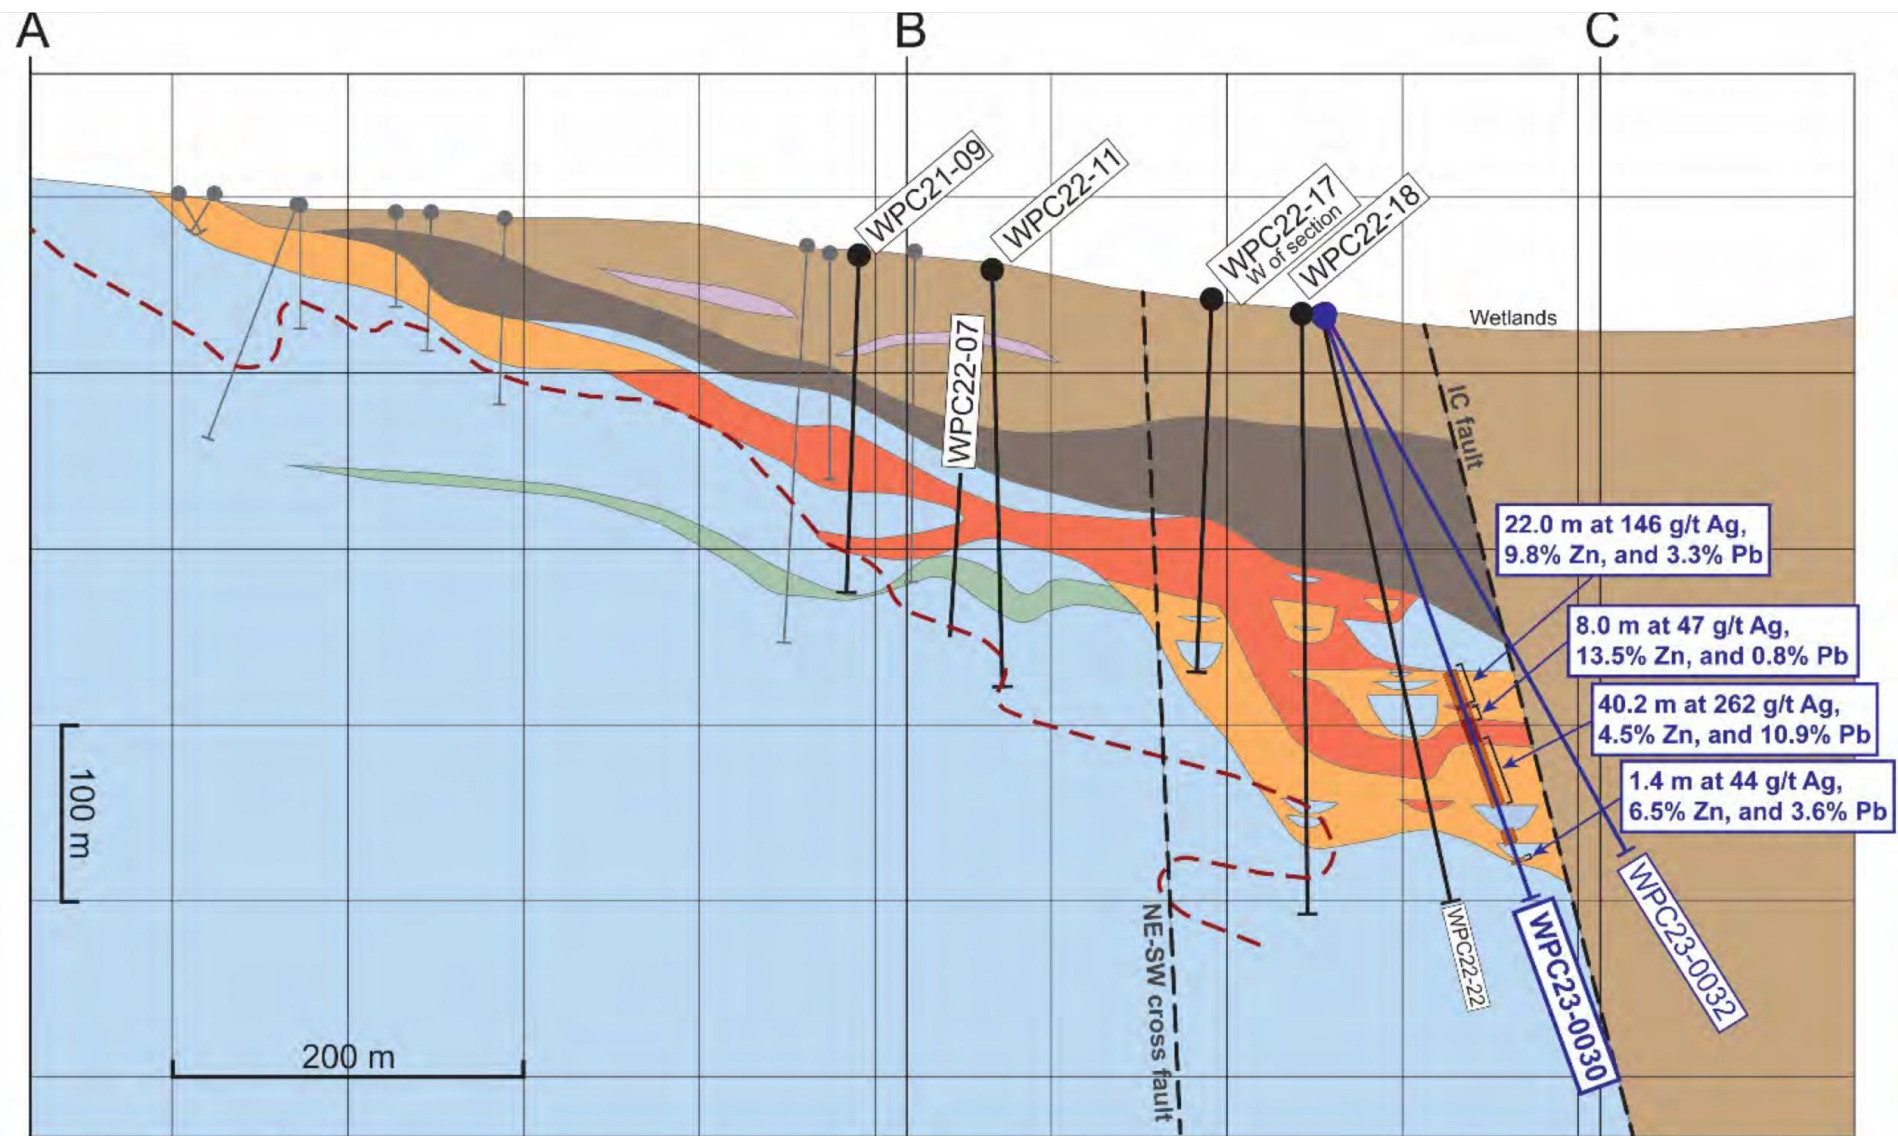 A
B
C
WPC21-09
WPC22-11
WPC22-17
W of section
WPC22-18
Wetlands
WPC22-07
IC fault
22.0 m at 146 g/t Ag,
9.8% Zn, and 3.3% Pb
8.0 m at 47 g/t Ag,
13.5% Zn, and 0.8% Pb
40.2 m at 262 g/t Ag,
4.5% Zn, and 10.9% Pb
1.4 m at 44 g/t Ag,
6.5% Zn, and 3.6% Pb
100 m
NE-SW cross fault
WPC22-22
WPC23-0030
WPC23-0032
200 m